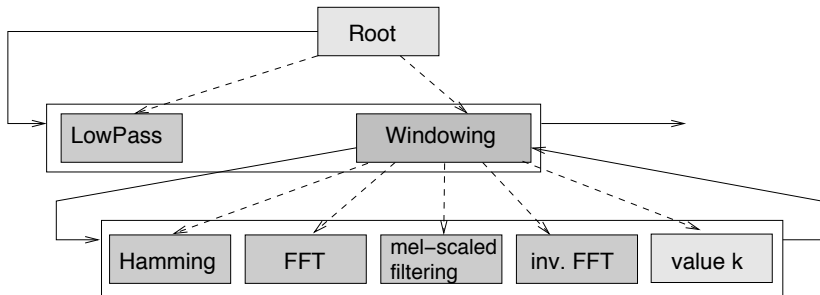 Root
LowPass
Windowing
Hamming
FFT
mel-scaled
filtering
inv. FFT
value k